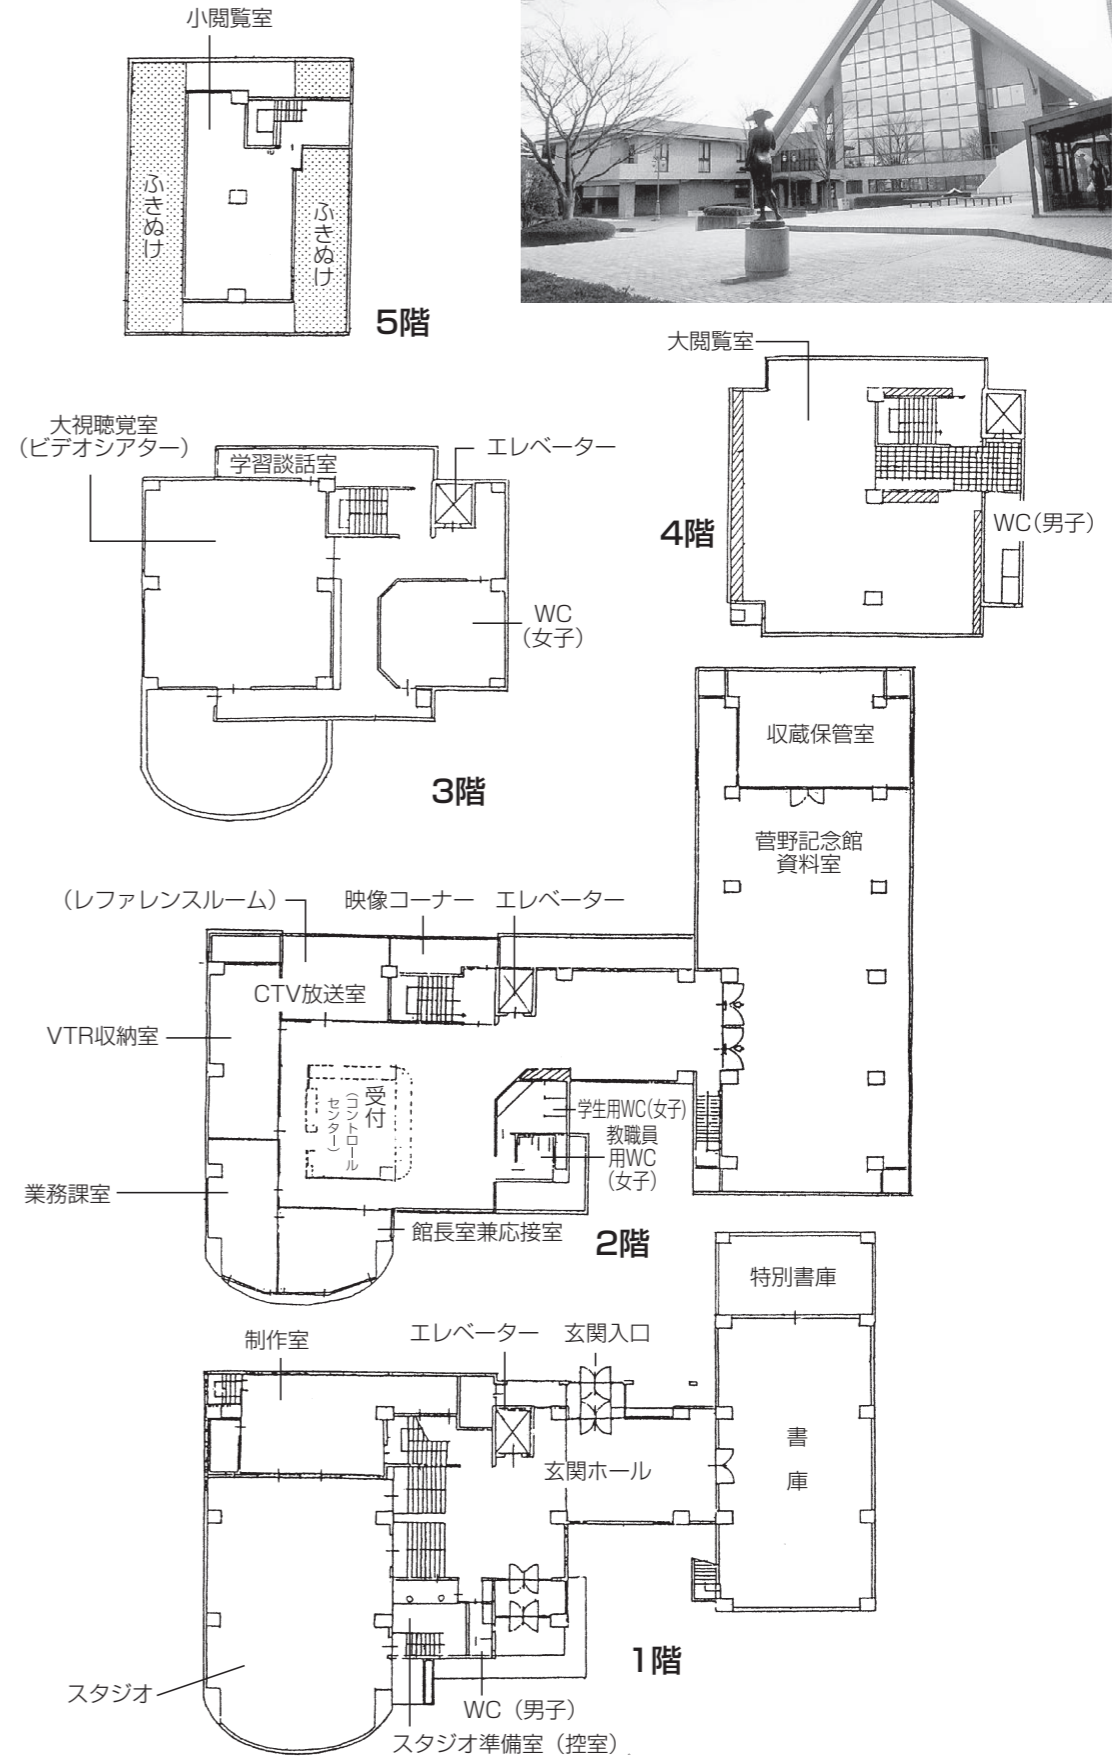 小閲覧室
ふきぬけ
ふきぬけ
5階
大閲覧室
WC(男子)
4階
大視聴覚室
(ビデオシアター)
学習談話室
エレベーター
WC
(女子)
3階
収蔵保管室
菅野記念館
資料室
(レファレンスルーム)
映像コーナー
エレベーター
CTV放送室
VTR収納室
受付
(コントロール
センター)
学生用WC(女子)
教職員
用WC
(女子)
業務課室
館長室兼応接室
2階
特別書庫
制作室
エレベーター
玄関入口
玄関ホール
書庫
1階
スタジオ
WC(男子)
スタジオ準備室(控室)